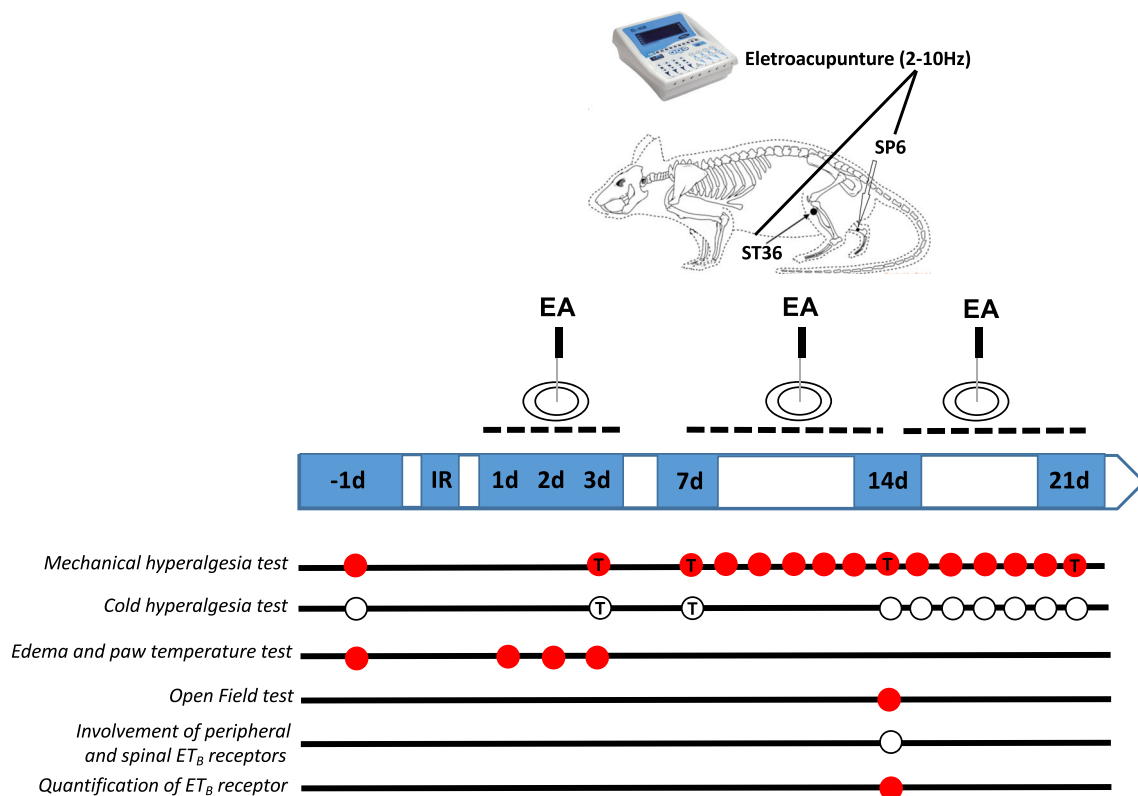 Eletroacupunture (2-10Hz)
SP6
ST36
EA
EA
EA
-1d
IR
1d
2d
3d
7d
14d
21d
Mechanical hyperalgesia test
T
T
T
T
Cold hyperalgesia test
T
T
Edema and paw temperature test
Open Field test
Involvement of peripheral
and spinal ETB receptors
Quantification of ETB receptor